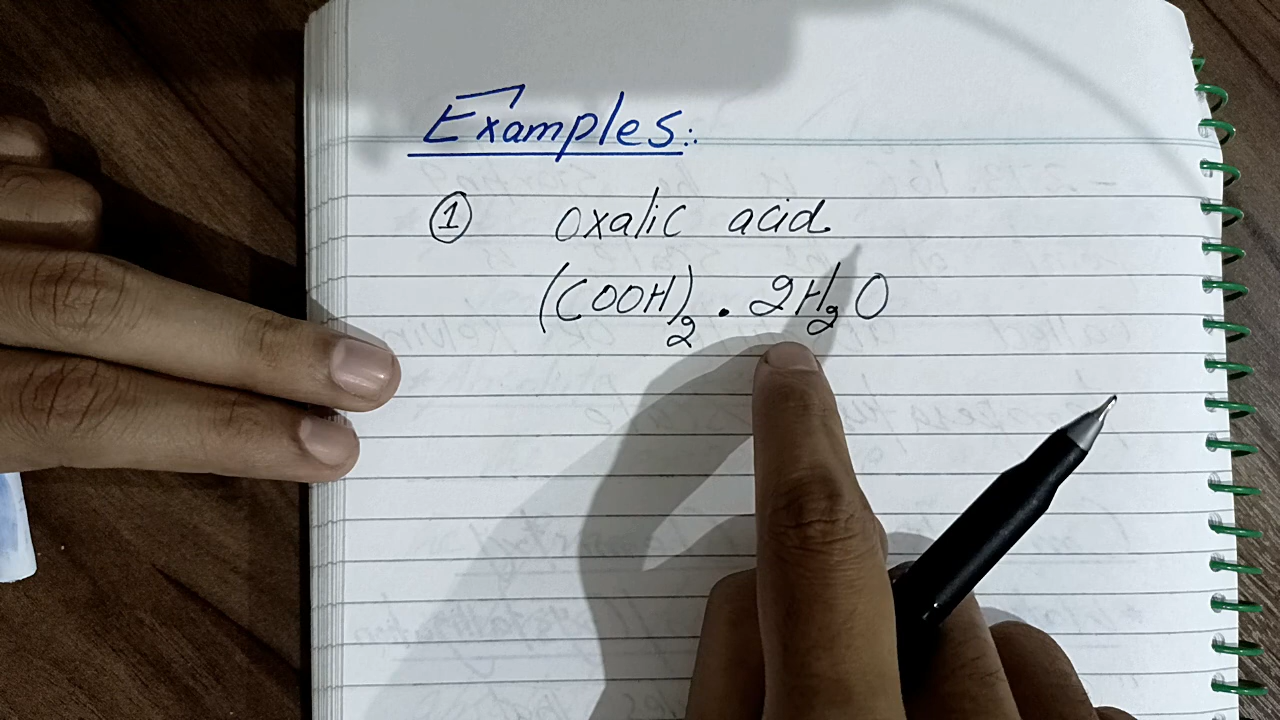 Examples:
① Oxalic acid.
(COOH)₂ . 2H₂O